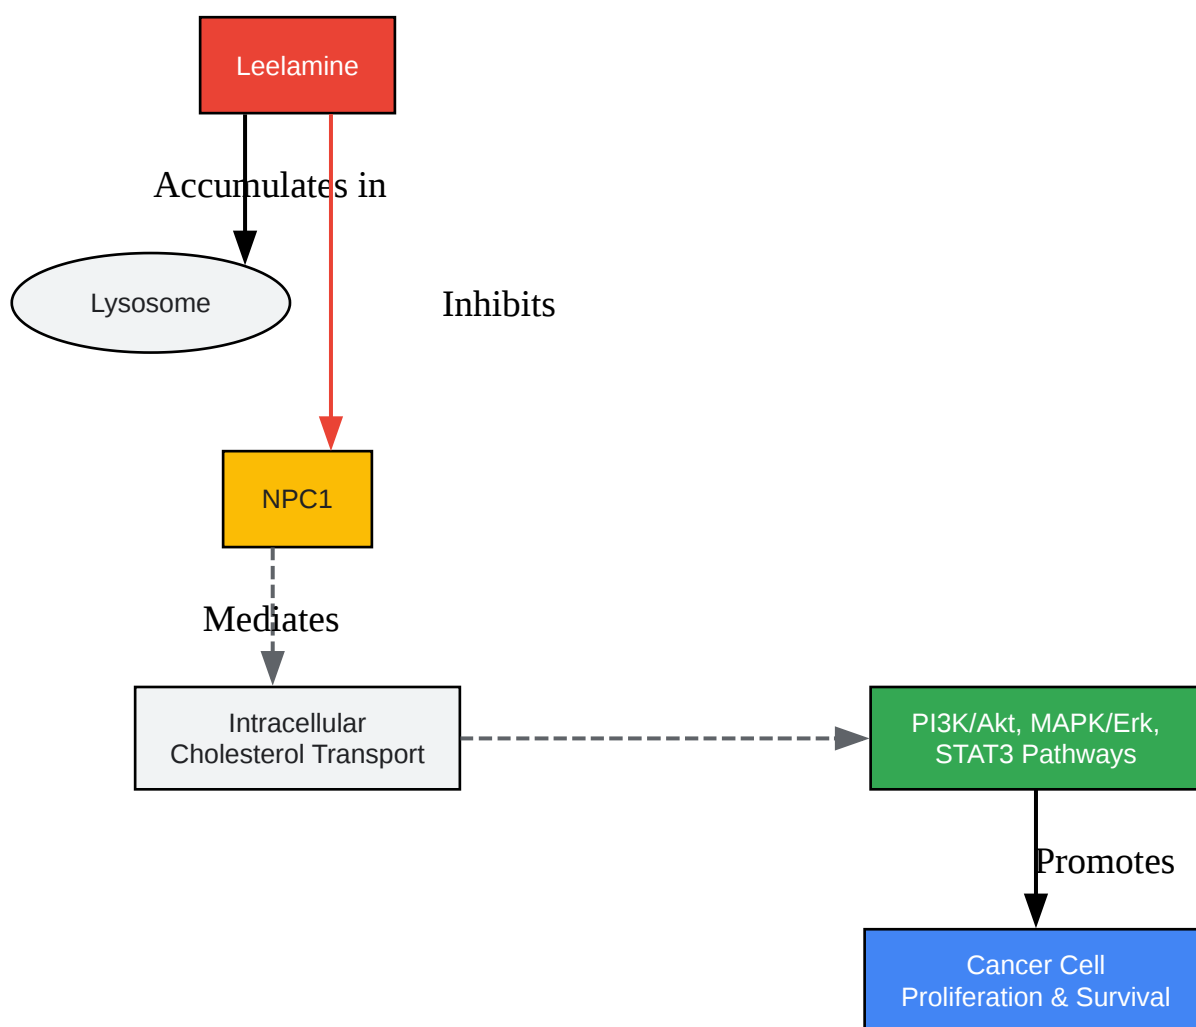 Leelamine
Accumulates in
Lysosome
Inhibits
NPC1
Mediates
Intracellular
Cholesterol Transport
PI3K/Akt, MAPK/Erk,
STAT3 Pathways
Promotes
Cancer Cell
Proliferation & Survival